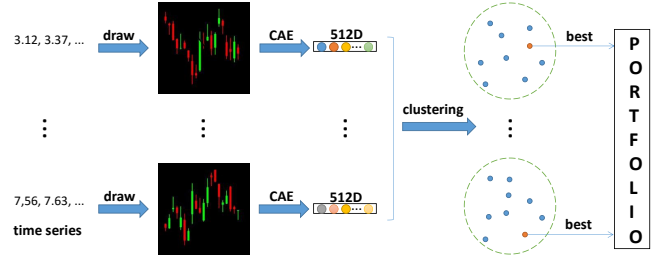 3.12, 3.37, ...
draw
CAE
512D
best
clustering
7,56, 7.63, ...
draw
CAE
512D
best
time series
P
O
R
T
F
O
L
I
O